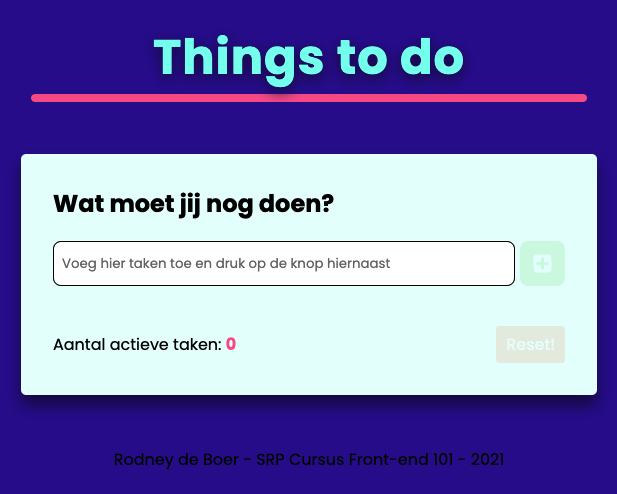 Things to do
Wat moet jij nog doen?
Voeg hier taken toe en druk op de knop hiernaast
Aantal actieve taken: 0
Reset!
Rodney de Boer - SRP Cursus Front-end 101 - 2021